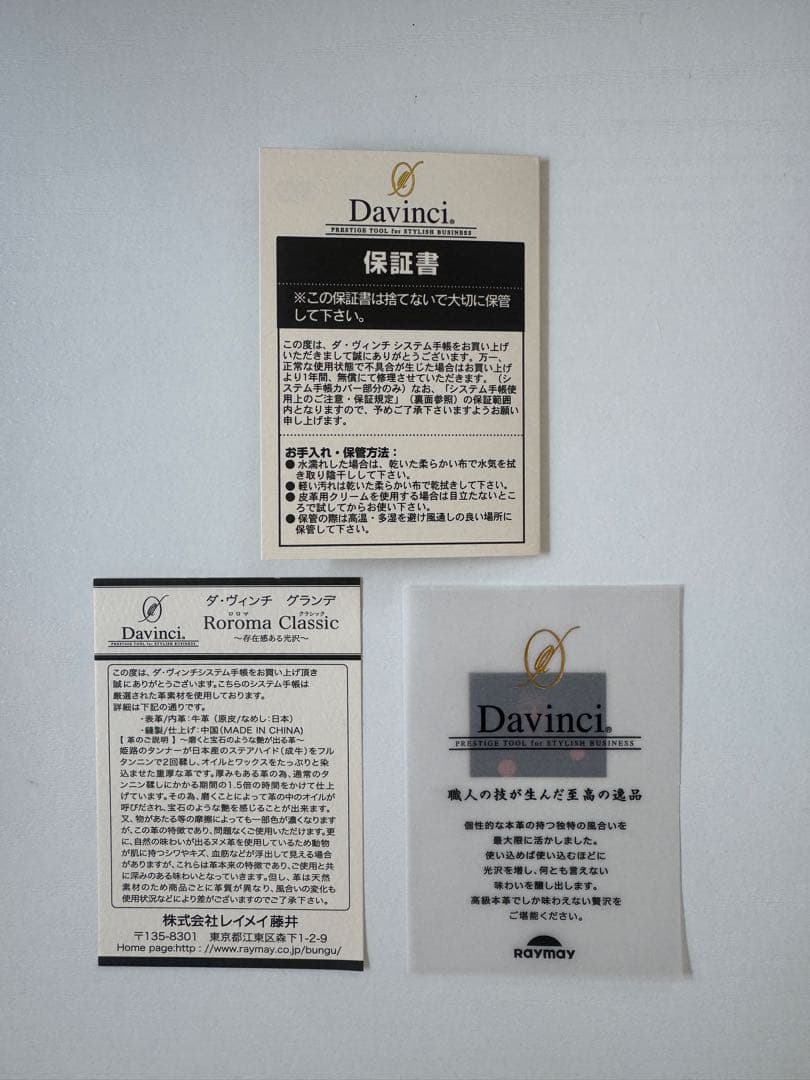 Davinci®
PRESTIGE TOOL for STYLISH BUSINESS
保証書
※この保証書は捨てないで大切に保管
して下さい。
この度は、ダ・ヴィンチ システム手帳をお買い上げ
いただきまして誠にありがとうございます。万一、
正常な使用状態で不具合が生じた場合はお買い上げ
より1年間、無償にて修理させていただきます。（シ
ステム手帳カバー部分のみ）なお、「システム手帳使
用上のご注意・保証規定」（裏面参照）の保証範囲
内となりますので、予めご了承下さいますようお願い
申し上げます。
お手入れ・保管方法：
● 水濡れした場合は、乾いた柔らかい布で水気を拭
き取り陰干しして下さい。
● 軽い汚れは乾いた柔らかい布で乾拭きして下さい。
● 皮革用クリームを使用する場合は目立たないとこ
ろで試してからお使い下さい。
● 保管の際は高温・多湿を避け風通しの良い場所に
保管して下さい。
Davinci®
PRESTIGE TOOL for STYLISH BUSINESS
ダ・ヴィンチ グランデ
ロロマ クラシック
Roroma Classic
～存在感ある光沢～
この度は、ダ・ヴィンチシステム手帳をお買い上げ頂き
誠にありがとうございます。こちらのシステム手帳は
厳選された革素材を使用しております。
詳細は下記の通りです。
・表革/内革:牛革（原皮/なめし:日本）
・縫製/仕上げ:中国(MADE IN CHINA)
【 革のご説明 】～磨くと宝石のような艶が出る革～
姫路のタンナーが日本産のステアハイド（成牛）をフル
タンニンで2回鞣し、オイルとワックスをたっぷりと染
込ませた重厚な革です。厚みもある革の為、通常のタ
ンニン鞣しにかかる期間の1.5倍の時間をかけて仕上
げています。その為、磨くことによって革の中のオイルが
呼びだされ、宝石のような艶を感じることが出来ます。
又、物があたる等の摩擦によっても一部色が濃くなります
が、この革の特徴であり、問題なくご使用いただけます。更
に、自然の味わいが出るヌメ革を使用しているため動物
が肌に持つシワやキズ、血筋などが浮出して見える場合
がありますが、これらは革本来の特徴であり、ご使用と共
に深みのある味わいとなっていきます。但し、革は天然
素材のため商品ごとに革質が異なり、風合いの変化も
使用状況などにより差がございますのでご了承下さい。
株式会社レイメイ藤井
〒135-8301 東京都江東区森下1-2-9
Home page:http://www.raymay.co.jp/bungu/
Davinci®
PRESTIGE TOOL for STYLISH BUSINESS
職人の技が生んだ至高の逸品
個性的な本革の持つ独特の風合いを
最大限に活かしました。
使い込めば使い込むほどに
光沢を増し、何とも言えない
味わいを醸し出します。
高級本革でしか味わえない贅沢を
ご堪能ください。
RAYMAY